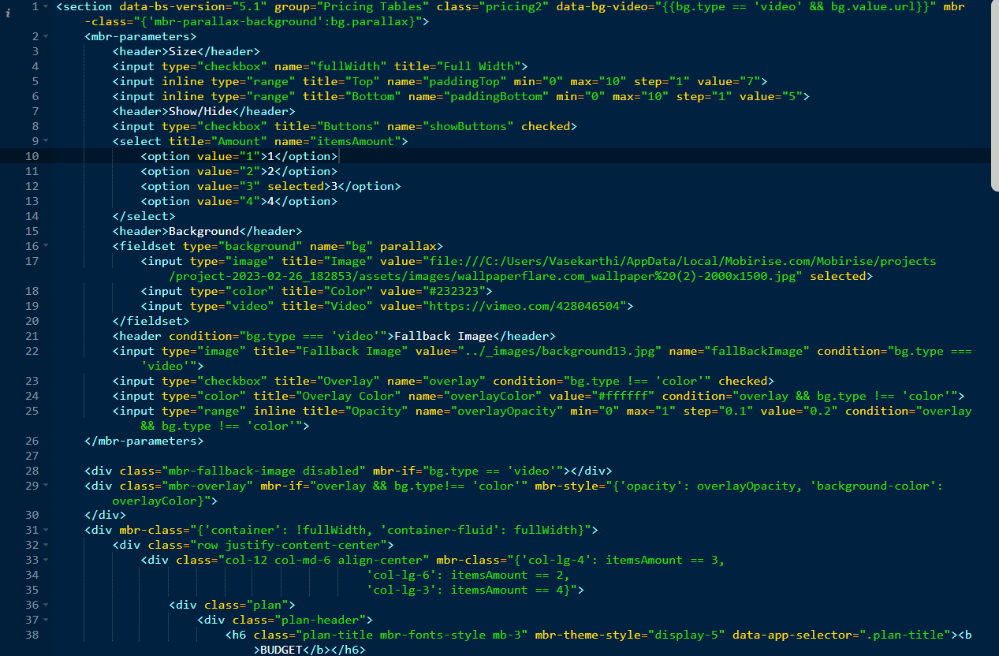 i
1 <section data-bs-version="5.1" group="Pricing Tables" class="pricing2" data-bg-video="{{bg.type == 'video' && bg.value.url}}" mbr
-class="{'mbr-parallax-background':bg.parallax}">
2 <mbr-parameters>
3 <header>Size</header>
4 <input type="checkbox" name="fullWidth" title="Full Width">
5 <input inline type="range" title="Top" name="paddingTop" min="0" max="10" step="1" value="7">
6 <input inline type="range" title="Bottom" name="paddingBottom" min="0" max="10" step="1" value="5">
7 <header>Show/Hide</header>
8 <input type="checkbox" title="Buttons" name="showButtons" checked>
9 <select title="Amount" name="itemsAmount">
10 <option value="1">1</option>
11 <option value="2">2</option>
12 <option value="3" selected>3</option>
13 <option value="4">4</option>
14 </select>
15 <header>Background</header>
16 <fieldset type="background" name="bg" parallax>
17 <input type="image" title="Image" value="file:///C:/Users/Vasekarthi/AppData/Local/Mobirise.com/Mobirise/projects
/project-2023-02-26_182853/assets/images/wallpaperflare.com_wallpaper%20(2)-2000x1500.jpg" selected>
18 <input type="color" title="Color" value="#232323">
19 <input type="video" title="Video" value="https://vimeo.com/428046504">
20 </fieldset>
21 <header condition="bg.type === 'video'">Fallback Image</header>
22 <input type="image" title="Fallback Image" value="../_images/background13.jpg" name="fallBackImage" condition="bg.type ===
'video'">
23 <input type="checkbox" title="Overlay" name="overlay" condition="bg.type !== 'color'" checked>
24 <input type="color" title="Overlay Color" name="overlayColor" value="#ffffff" condition="overlay && bg.type !== 'color'">
25 <input type="range" inline title="Opacity" name="overlayOpacity" min="0" max="1" step="0.1" value="0.2" condition="overlay
&& bg.type !== 'color'">
26 </mbr-parameters>
27
28 <div class="mbr-fallback-image disabled" mbr-if="bg.type == 'video'"></div>
29 <div class="mbr-overlay" mbr-if="overlay && bg.type!== 'color'" mbr-style="{'opacity': overlayOpacity, 'background-color':
overlayColor}">
30 </div>
31 <div mbr-class="{'container': !fullWidth, 'container-fluid': fullWidth}">
32 <div class="row justify-content-center">
33 <div class="col-12 col-md-6 align-center" mbr-class="{'col-lg-4': itemsAmount == 3,
34 'col-lg-6': itemsAmount == 2,
35 'col-lg-3': itemsAmount == 4}">
36 <div class="plan">
37 <div class="plan-header">
38 <h6 class="plan-title mbr-fonts-style mb-3" mbr-theme-style="display-5" data-app-selector=".plan-title"><b
>BUDGET</b></h6>